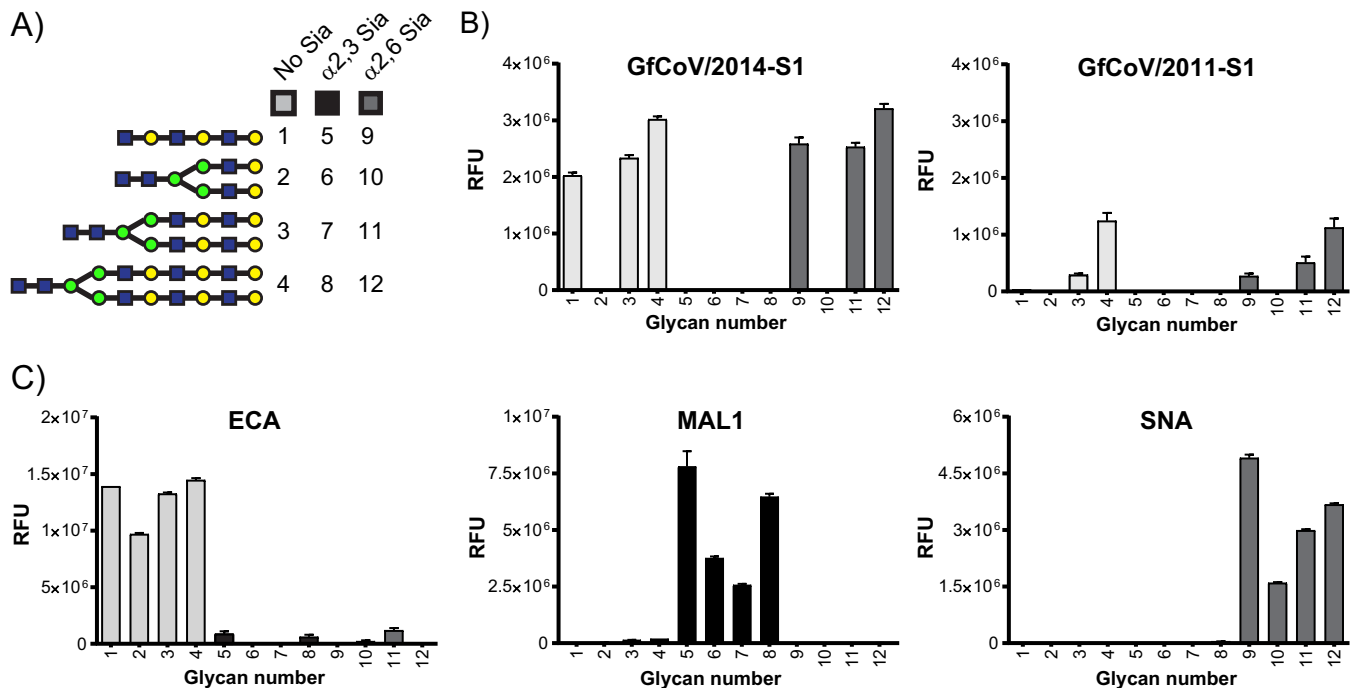 A)
No Sia
α2,3 Sia
α2,6 Sia
1 5 9
2 6 10
3 7 11
4 8 12
B)
GfCoV/2014-S1
RFU
4×10⁶
3×10⁶
2×10⁶
1×10⁶
0
1 2 3 4 5 6 7 8 9 10 11 12
Glycan number
GfCoV/2011-S1
RFU
4×10⁶
3×10⁶
2×10⁶
1×10⁶
0
1 2 3 4 5 6 7 8 9 10 11 12
Glycan number
C)
ECA
RFU
2×10⁷
1.5×10⁷
1×10⁷
5×10⁶
0
1 2 3 4 5 6 7 8 9 10 11 12
Glycan number
MAL1
RFU
1×10⁷
7.5×10⁶
5×10⁶
2.5×10⁶
0
1 2 3 4 5 6 7 8 9 10 11 12
Glycan number
SNA
RFU
6×10⁶
4.5×10⁶
3×10⁶
1.5×10⁶
0
1 2 3 4 5 6 7 8 9 10 11 12
Glycan number